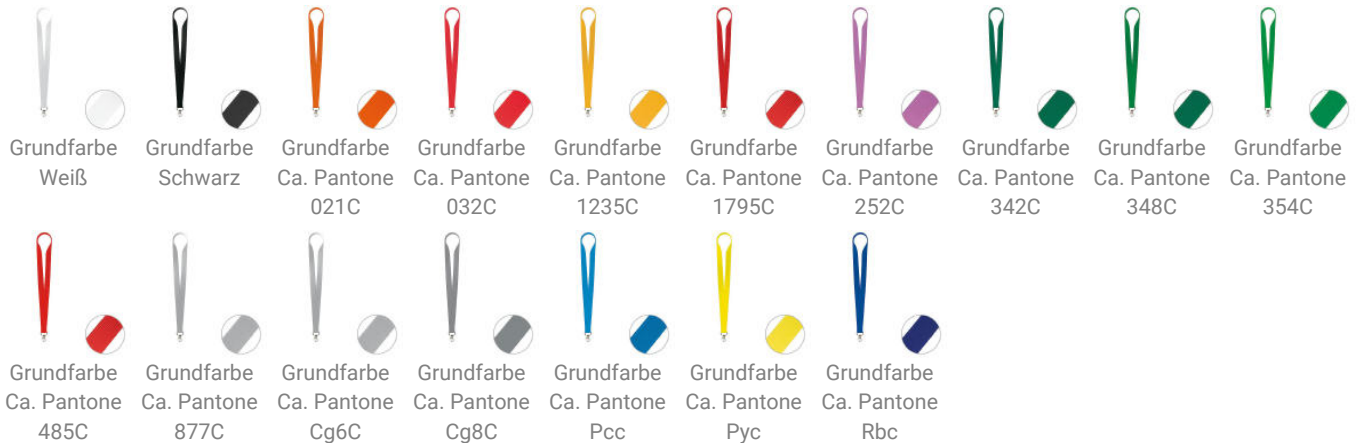 Grundfarbe Grundfarbe Grundfarbe Grundfarbe Grundfarbe Grundfarbe Grundfarbe Grundfarbe Grundfarbe Grundfarbe
Weiß Schwarz Ca. Pantone Ca. Pantone Ca. Pantone Ca. Pantone Ca. Pantone Ca. Pantone Ca. Pantone Ca. Pantone
021C 032C 1235C 1795C 252C 342C 348C 354C
Grundfarbe Grundfarbe Grundfarbe Grundfarbe Grundfarbe Grundfarbe Grundfarbe
Ca. Pantone Ca. Pantone Ca. Pantone Ca. Pantone Ca. Pantone Ca. Pantone Ca. Pantone
485C 877C Cg6C Cg8C Pcc Pyc Rbc